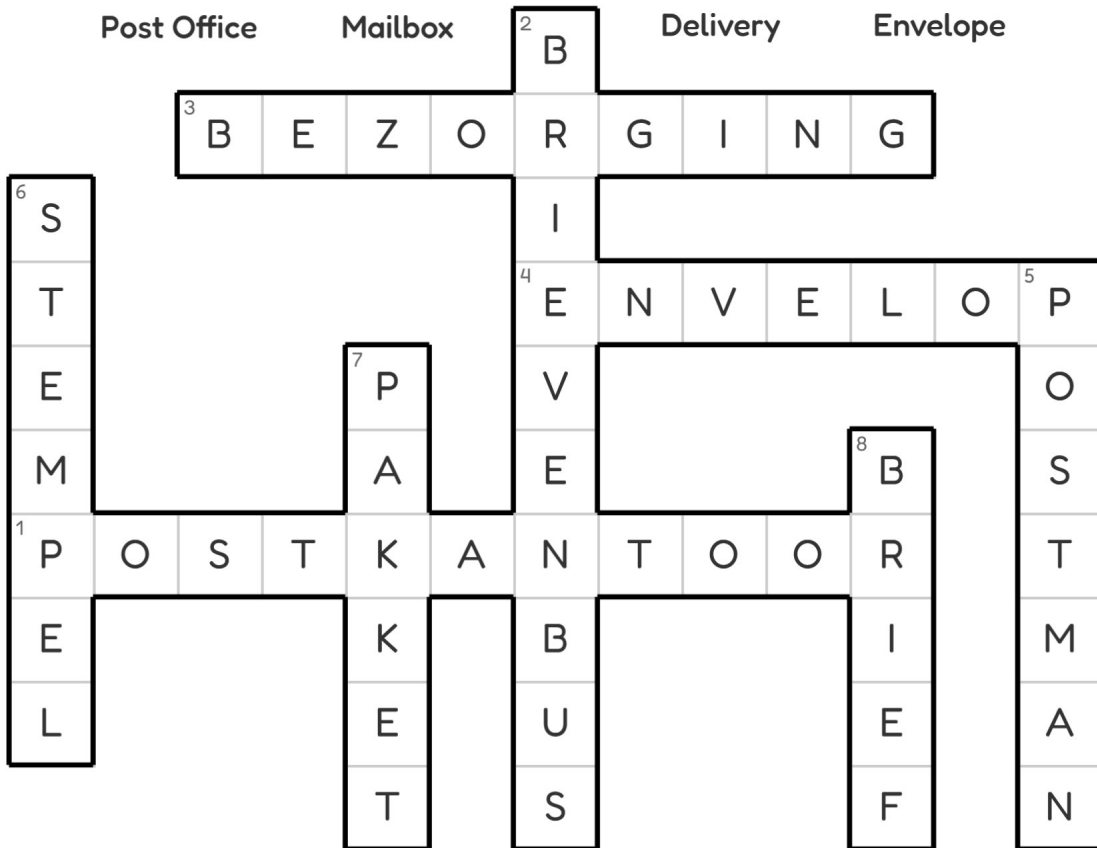 Post Office Mailbox Delivery Envelope
2 B
3 B E Z O R G I N G
6 S I
T 4 E N V E L O 5 P
E 7 P V O
M A E 8 B S
1 P O S T K A N T O O R T
E K B I M
L E U E A
T S F N